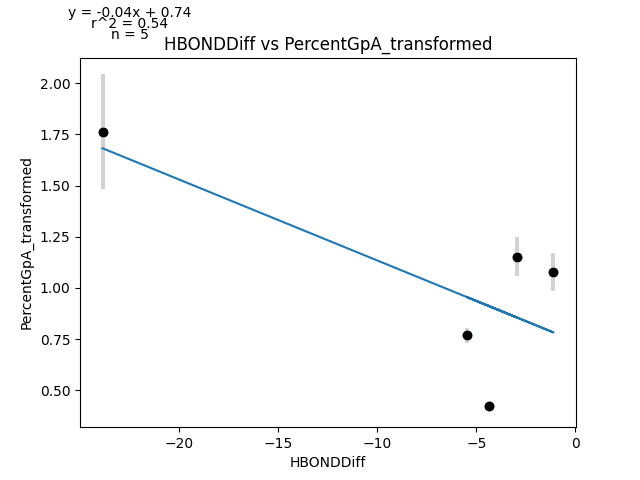 y = -0.04x + 0.74
r^2 = 0.54
n = 5
HBONDDiff vs PercentGpA_transformed
PercentGpA_transformed
2.00
1.75
1.50
1.25
1.00
0.75
0.50
−20
−15
−10
−5
0
HBONDDiff